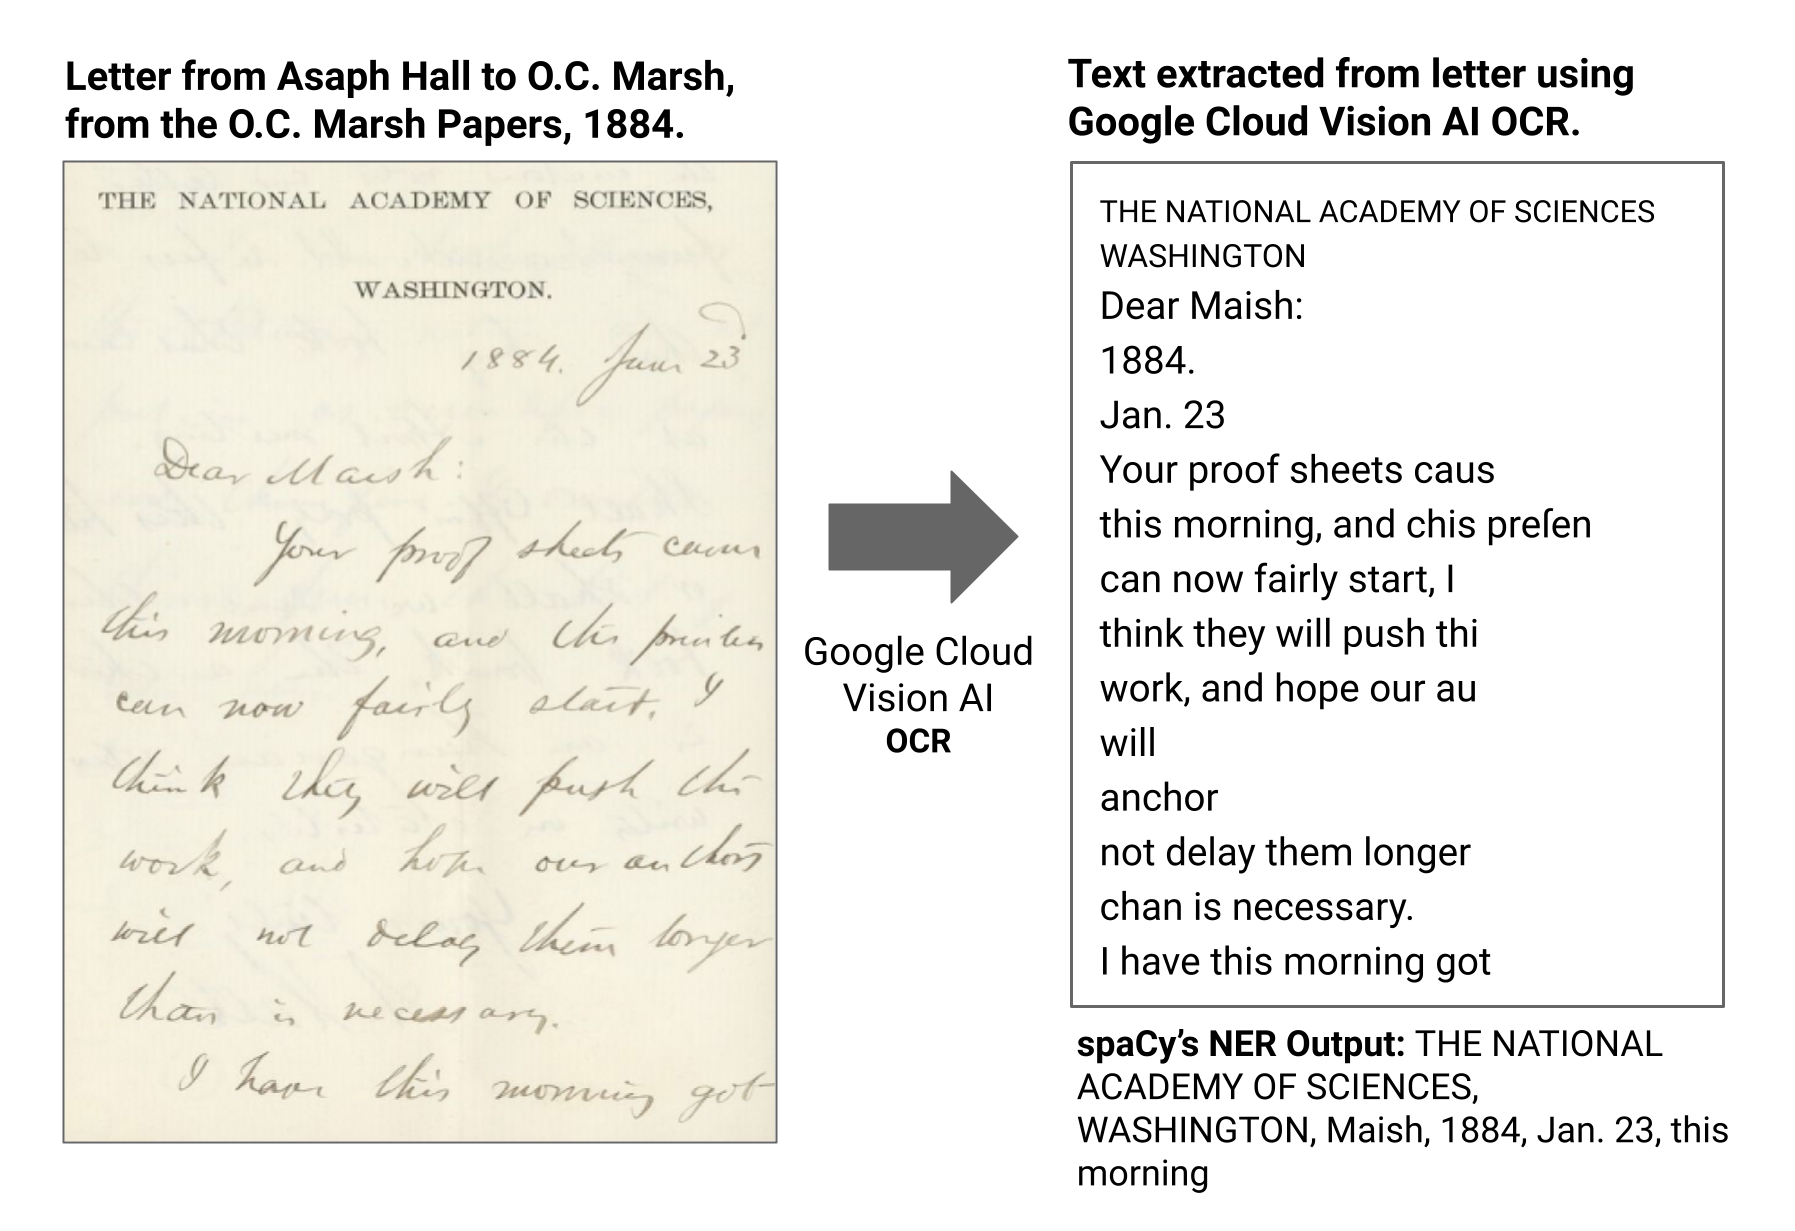 Letter from Asaph Hall to O.C. Marsh,
from the O.C. Marsh Papers, 1884.
THE NATIONAL ACADEMY OF SCIENCES,
WASHINGTON.
1884. June 23
Dear Marsh:
Your proof sheets came
this morning, and the printers
can now fairly start. I
think they will push the
work, and hope our authors
will not delay them longer
than is necessary.
I have this morning got
Google Cloud
Vision AI
OCR
Text extracted from letter using
Google Cloud Vision AI OCR.
THE NATIONAL ACADEMY OF SCIENCES
WASHINGTON
Dear Maish:
1884.
Jan. 23
Your proof sheets caus
this morning, and chis preſen
can now fairly start, I
think they will push thi
work, and hope our au
will
anchor
not delay them longer
chan is necessary.
I have this morning got
spaCy’s NER Output: THE NATIONAL
ACADEMY OF SCIENCES,
WASHINGTON, Maish, 1884, Jan. 23, this
morning